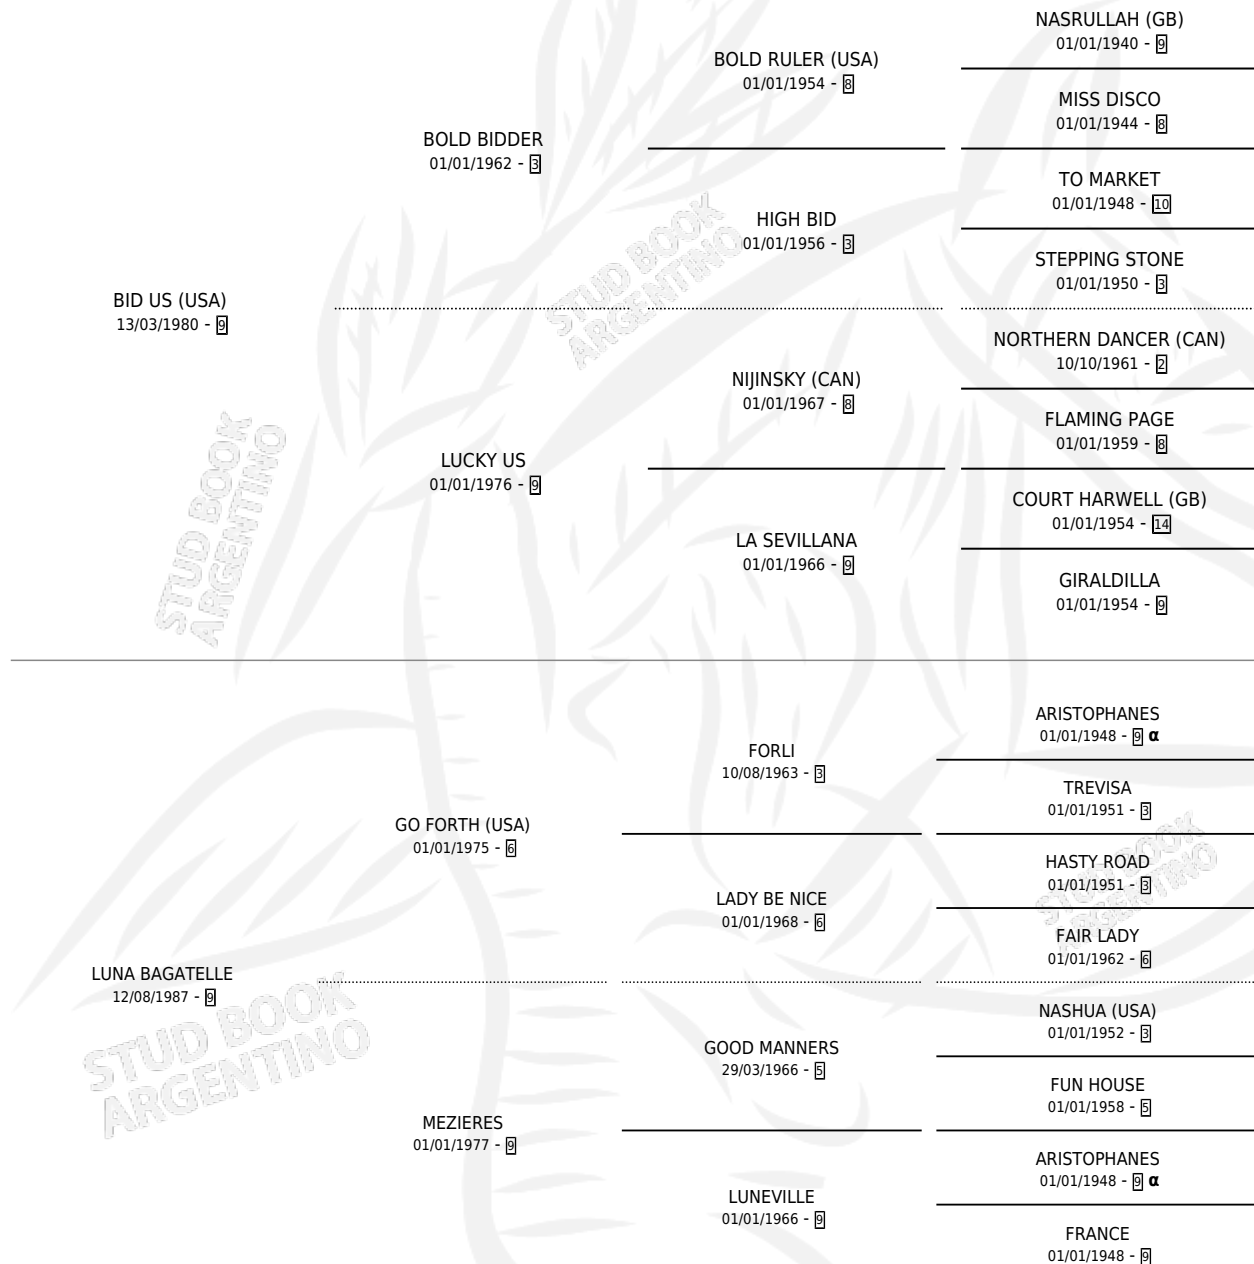 NASRULLAH (GB)
01/01/1940 - 9
BOLD RULER (USA)
01/01/1954 - 8
MISS DISCO
01/01/1944 - 8
BOLD BIDDER
01/01/1962 - 3
TO MARKET
01/01/1948 - 10
HIGH BID
01/01/1956 - 3
STEPPING STONE
01/01/1950 - 3
STUD BOOK
ARGENTINO
BID US (USA)
13/03/1980 - 9
NORTHERN DANCER (CAN)
10/10/1961 - 2
NIJINSKY (CAN)
01/01/1967 - 8
FLAMING PAGE
01/01/1959 - 8
LUCKY US
01/01/1976 - 9
COURT HARWELL (GB)
01/01/1954 - 14
LA SEVILLANA
01/01/1966 - 9
GIRALDILLA
01/01/1954 - 9
STUD BOOK
ARGENTINO
ARISTOPHANES
01/01/1948 - 9 α
FORLI
10/08/1963 - 3
TREVISA
01/01/1951 - 3
GO FORTH (USA)
01/01/1975 - 6
HASTY ROAD
01/01/1951 - 3
LADY BE NICE
01/01/1968 - 6
FAIR LADY
01/01/1962 - 6
STUD BOOK
ARGENTINO
LUNA BAGATELLE
12/08/1987 - 9
NASHUA (USA)
01/01/1952 - 3
GOOD MANNERS
29/03/1966 - 5
FUN HOUSE
01/01/1958 - 5
STUD BOOK
ARGENTINO
MEZIERES
01/01/1977 - 9
ARISTOPHANES
01/01/1948 - 9 α
LUNEVILLE
01/01/1966 - 9
FRANCE
01/01/1948 - 9